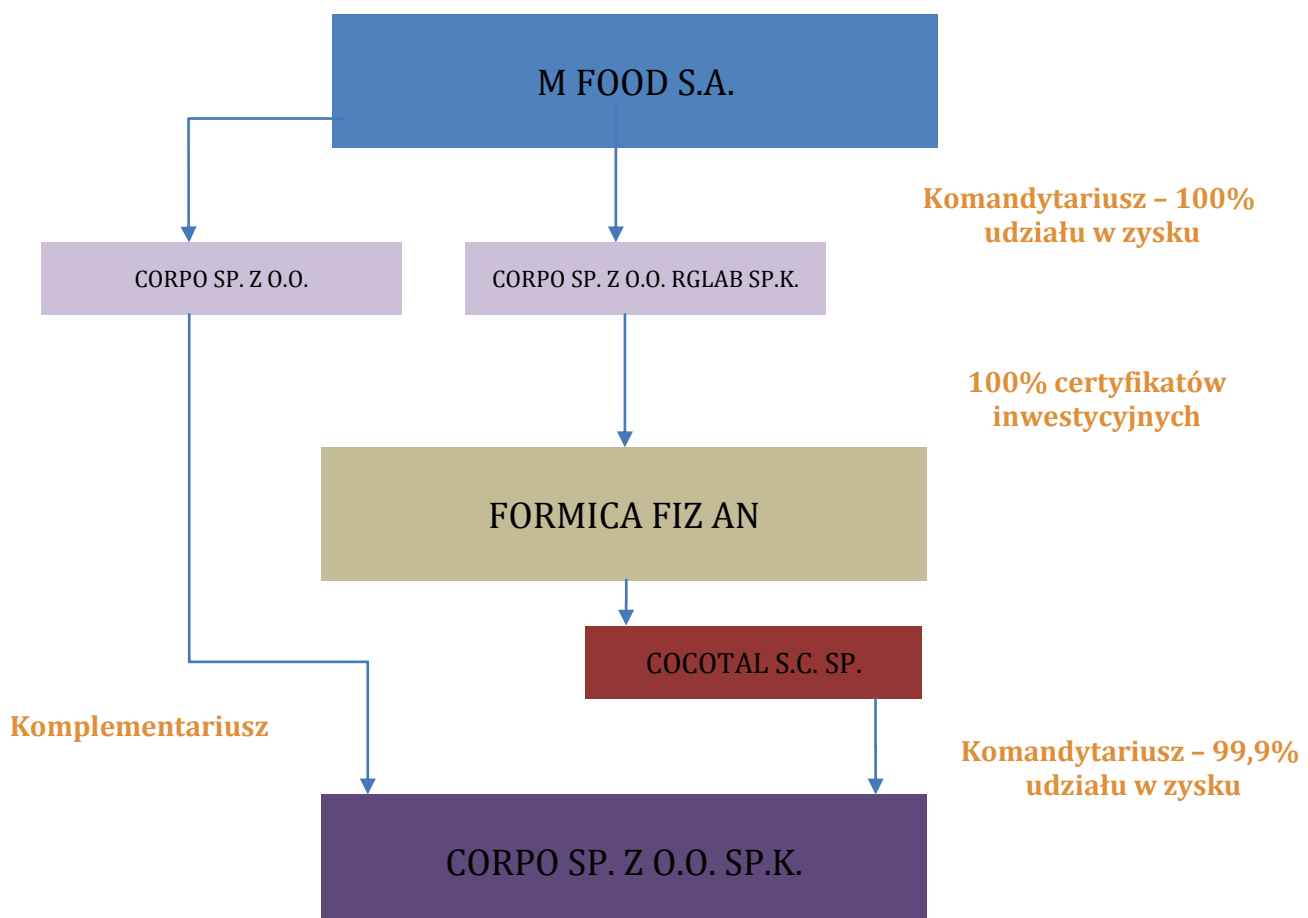 M FOOD S.A.
Komandytariusz – 100%
udziału w zysku
CORPO SP. Z O.O.
CORPO SP. Z O.O. RGLAB SP.K.
100% certyfikatów
inwestycyjnych
FORMICA FIZ AN
COCOTAL S.C. SP.
Komplementariusz
Komandytariusz – 99,9%
udziału w zysku
CORPO SP. Z O.O. SP.K.